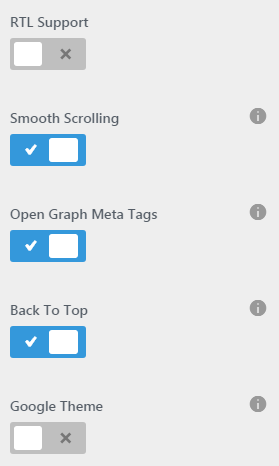 RTL Support
Smooth Scrolling
Open Graph Meta Tags
Back To Top
Google Theme